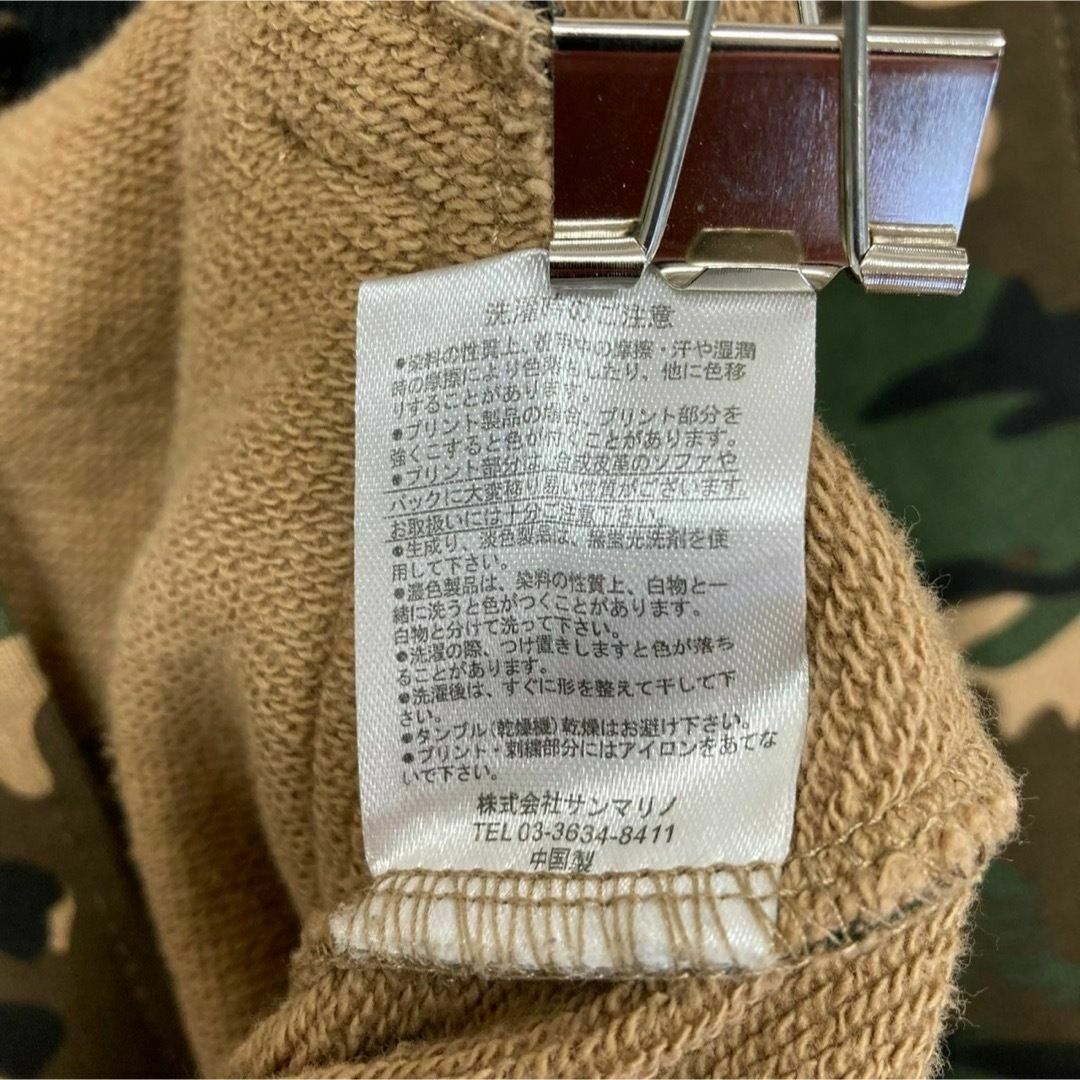 洗濯時のご注意
●染料の性質上、着用中の摩擦・汗や湿潤
時の摩擦により色落ちしたり、他に色移
りすることがあります。
●プリント製品の場合、プリント部分を
強くこすると色が付くことがあります。
●プリント部分は、合成皮革のソファや
バックに大変移り易い性質がございます
お取扱いには十分ご注意下さい。
●生成り、淡色製品は、無蛍光洗剤を使
用して下さい。
●濃色製品は、染料の性質上、白物と一
緒に洗うと色がつくことがあります。
白物と分けて洗って下さい。
●洗濯の際、つけ置きしますと色が落ち
ることがあります。
●洗濯後は、すぐに形を整えて干して下
さい。
●タンブル(乾燥機)乾燥はお避け下さい。
●プリント・刺繍部分にはアイロンをあてな
いで下さい。
株式会社サンマリノ
TEL 03-3634-8411
中国製